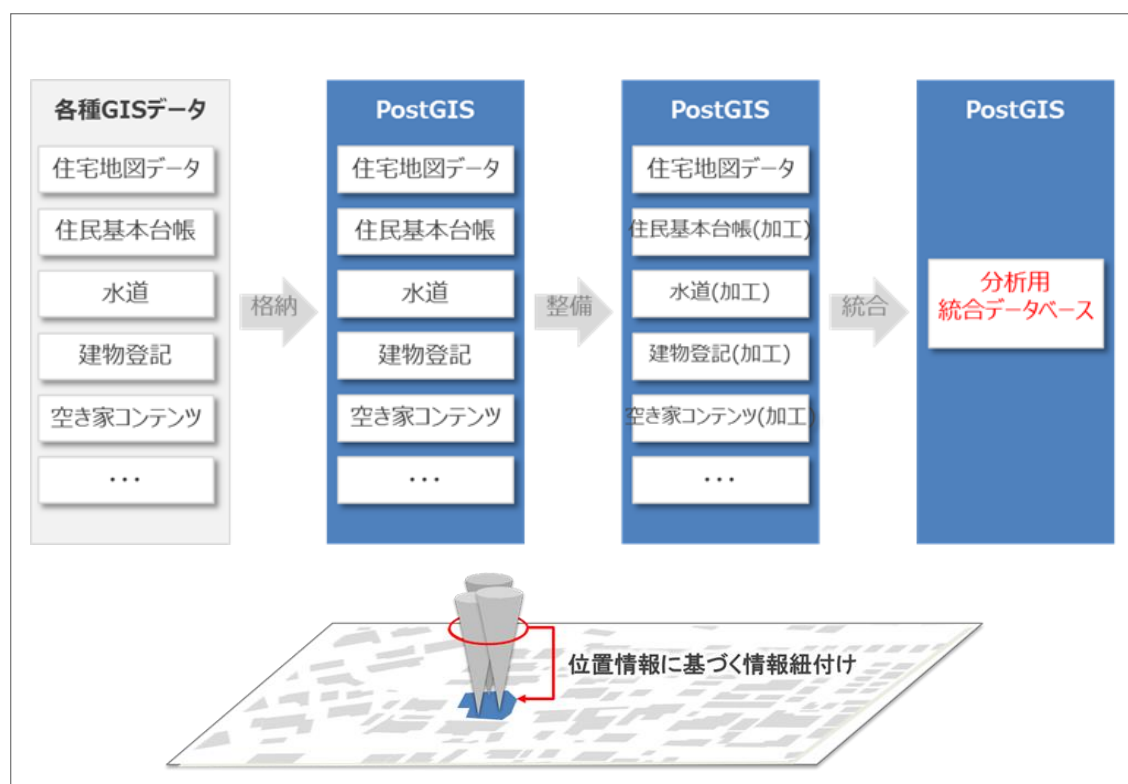 各種GISデータ
住宅地図データ
住民基本台帳
水道
建物登記
空き家コンテンツ
・・・
格納
PostGIS
住宅地図データ
住民基本台帳
水道
建物登記
空き家コンテンツ
・・・
整備
PostGIS
住宅地図データ
住民基本台帳(加工)
水道(加工)
建物登記(加工)
空き家コンテンツ(加工)
・・・
統合
PostGIS
分析用
統合データベース
位置情報に基づく情報紐付け